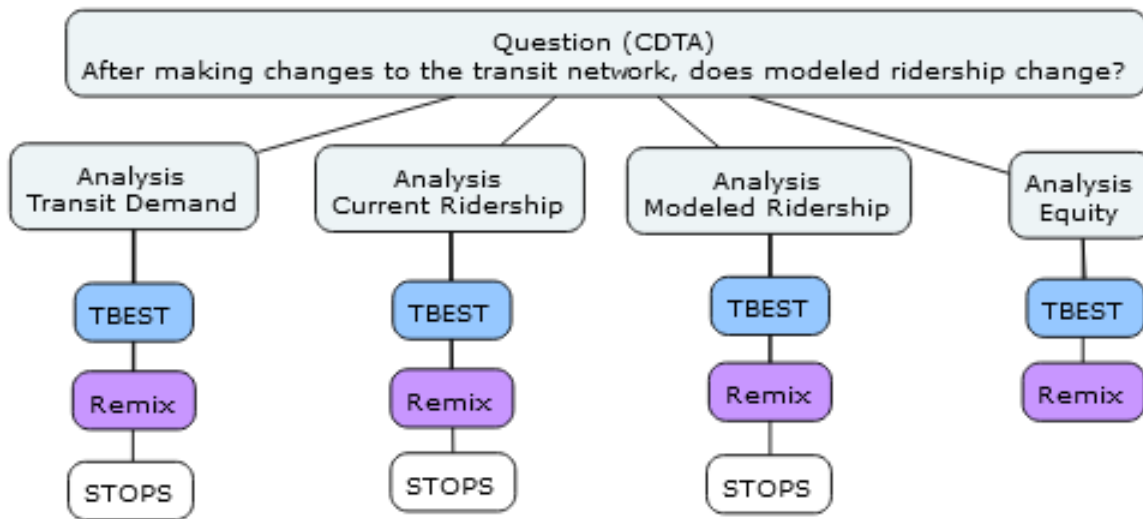 Question (CDTA)
After making changes to the transit network, does modeled ridership change?
Analysis
Transit Demand
Analysis
Current Ridership
Analysis
Modeled Ridership
Analysis
Equity
TBEST
TBEST
TBEST
TBEST
Remix
Remix
Remix
Remix
STOPS
STOPS
STOPS